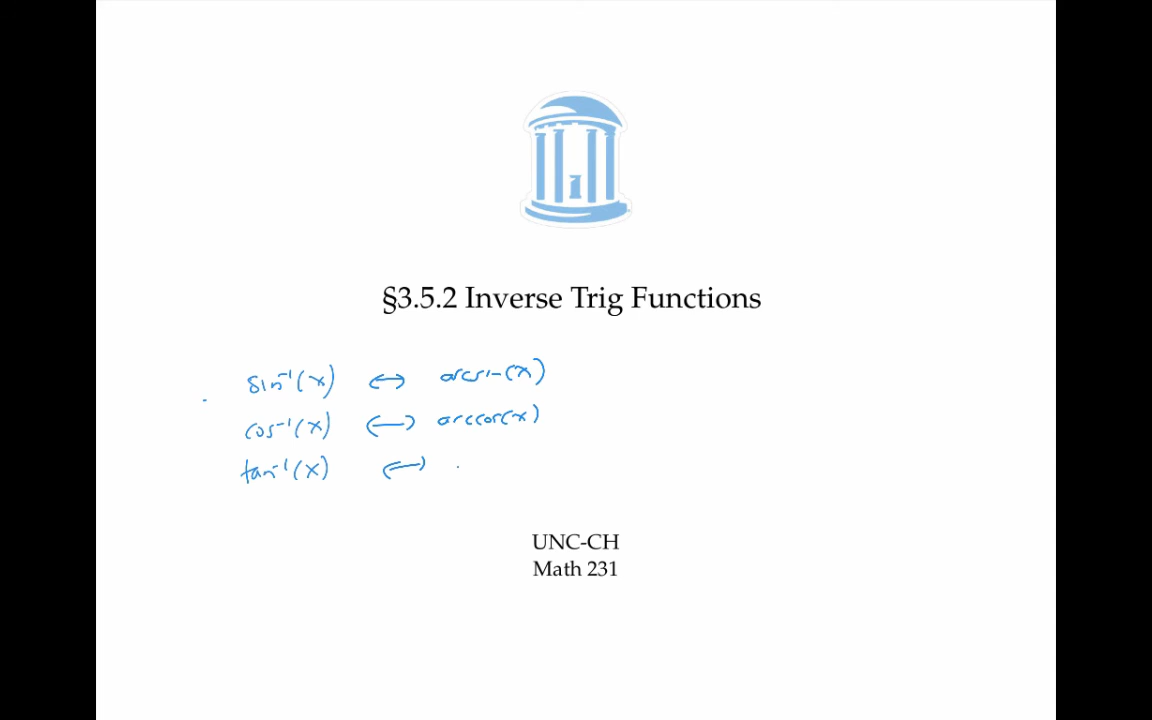 §3.5.2 Inverse Trig Functions
sin⁻¹(x) ↔ arcsin(x)
cos⁻¹(x) ↔ arccos(x)
tan⁻¹(x) ↔
UNC-CH
Math 231